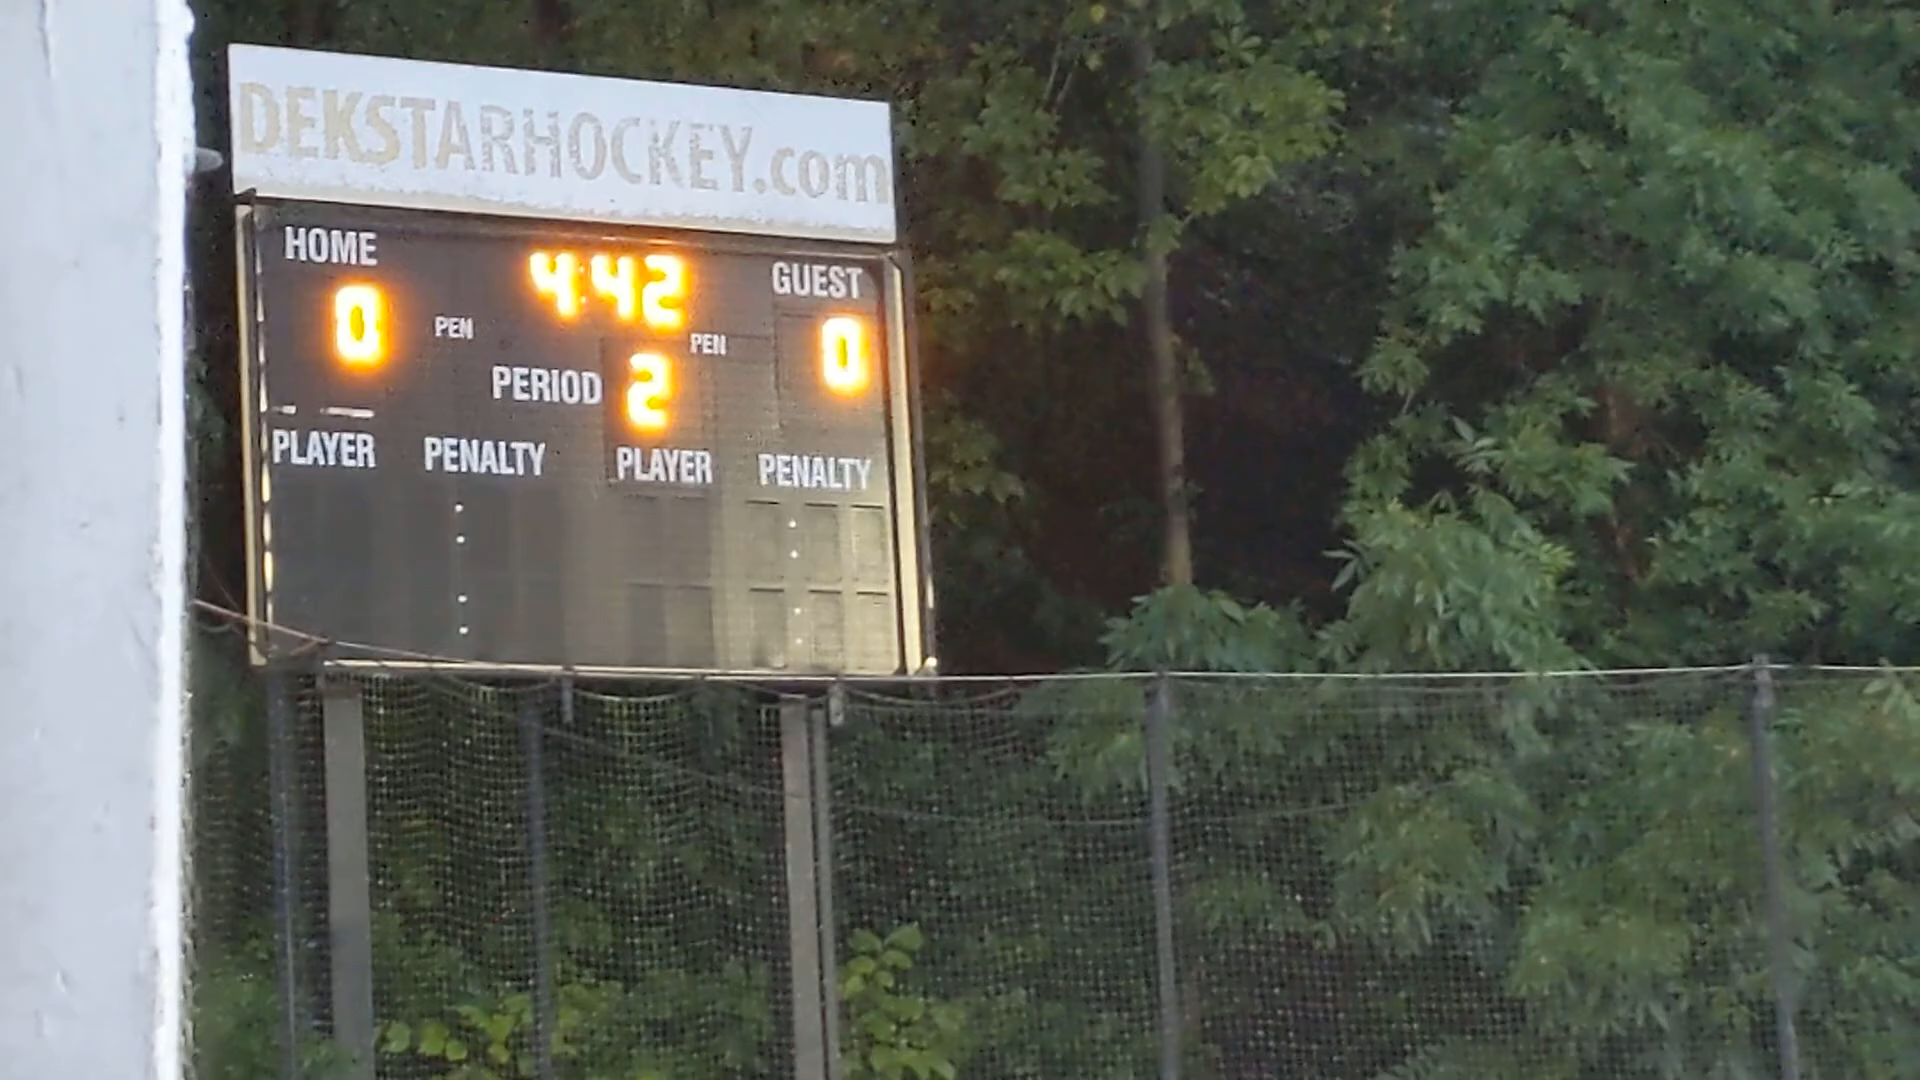 DEKSTARHOCKEY.com
HOME 4:42 GUEST
0 PEN PEN 0
PERIOD 2
PLAYER PENALTY PLAYER PENALTY
: :
: :